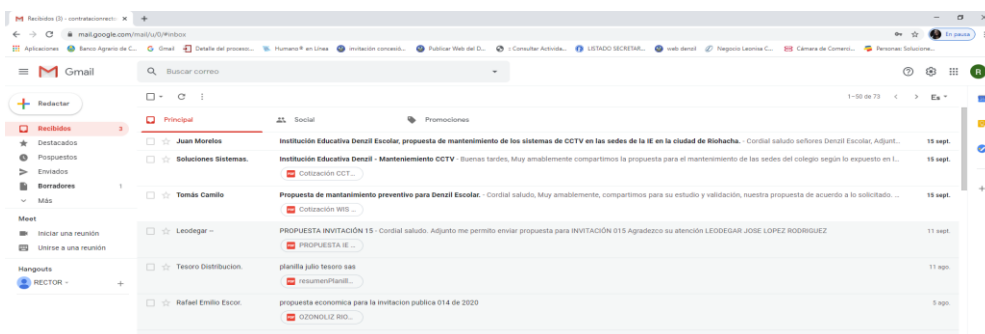 Recibidos (3) - contratacionrecto
mail.google.com/mail/u/0/#inbox
En pausa
Aplicaciones Banco Agrario de C... Gmail Detalle del proceso... Humano® en Línea invitación concesió... Publicar Web del D... :: Consultar Activida... LISTADO SECRETAR... web denzil Negocio Leonisa C... Cámara de Comerci... Personas: Solucione...
Gmail
Buscar correo
R
Redactar
1–50 de 73
Es
Principal Social Promociones
Recibidos 3
Destacados
Pospuestos
Enviados
Borradores 1
Más
Meet
Iniciar una reunión
Unirse a una reunión
Hangouts
RECTOR -
Juan Morelos Institución Educativa Denzil Escolar, propuesta de mantenimiento de los sistemas de CCTV en las sedes de la IE en la ciudad de Riohacha. - Cordial saludo señores Denzil Escolar, Adjunt... 15 sept.
Soluciones Sistemas. Institución Educativa Denzil - Manteniemiento CCTV - Buenas tardes, Muy amablemente compartimos la propuesta para el mantenimiento de las sedes del colegio según lo expuesto en l... 15 sept.
PDF Cotización CCT...
Tomás Camilo Propuesta de mantanimiento preventivo para Denzil Escolar. - Cordial saludo, Muy amablemente, compartimos para su estudio y validación, nuestra propuesta de acuerdo a lo solicitado. ... 15 sept.
PDF Cotización WIS ...
Leodegar – PROPUESTA INVITACIÓN 15 - Cordial saludo. Adjunto me permito enviar propuesta para INVITACIÓN 015 Agradezco su atención LEODEGAR JOSE LOPEZ RODRIGUEZ 11 sept.
PDF PROPUESTA IE ...
Tesoro Distribucion. planilla julio tesoro sas 11 ago.
PDF resumenPlanill...
Rafael Emilio Escor. propuesta economica para la invitacion publica 014 de 2020 5 ago.
PDF OZONOLIZ RIO...